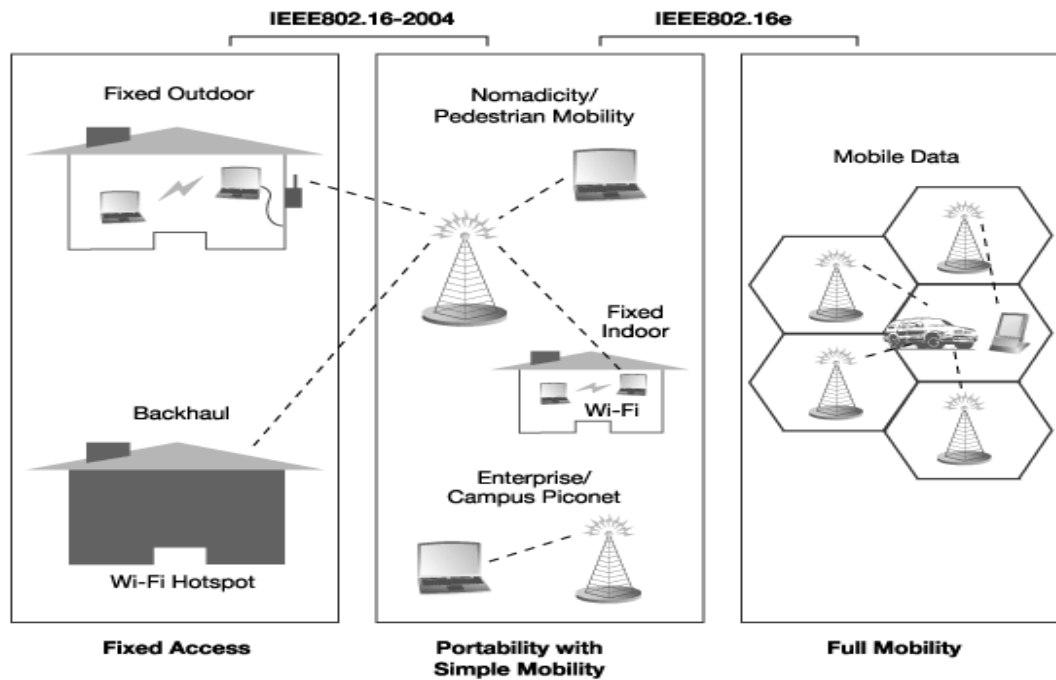 IEEE802.16-2004
IEEE802.16e
Fixed Outdoor
Backhaul
Wi-Fi Hotspot
Fixed Access
Nomadicity/
Pedestrian Mobility
Fixed
Indoor
Wi-Fi
Enterprise/
Campus Piconet
Portability with
Simple Mobility
Mobile Data
Full Mobility